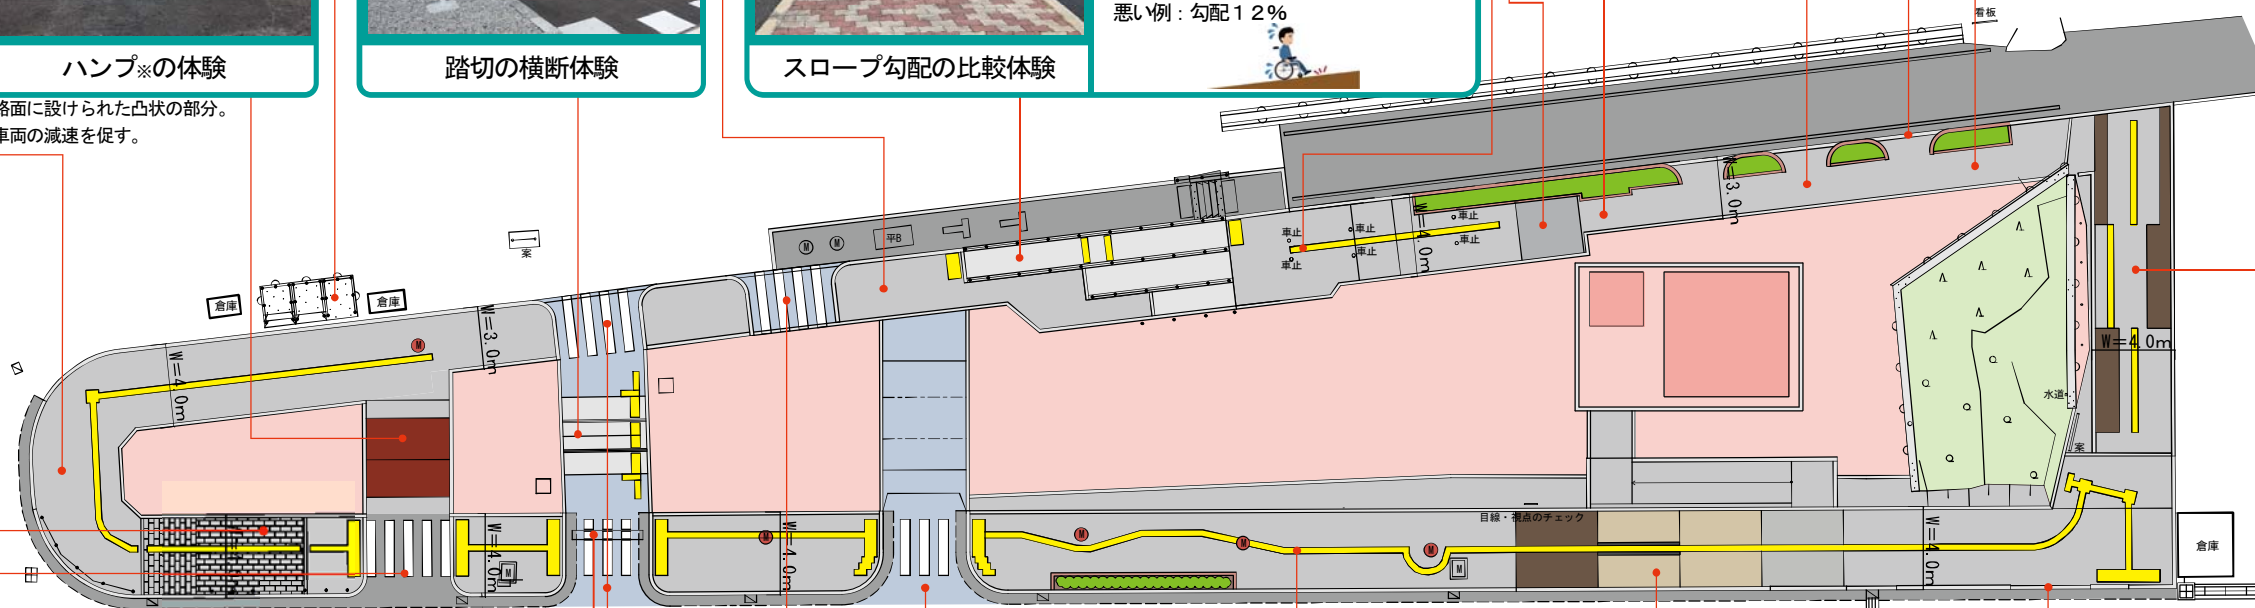 悪い例：勾配１２％
看板
ハンプ※の体験
踏切の横断体験
スロープ勾配の比較体験
路面に設けられた凸状の部分。
車両の減速を促す。
W=3.0m
車止
車止
車止
車止
車止
車止
W=4.0m
M
M
平B
案
倉庫
倉庫
W=3.0m
M
W=4.0m
W=4.0m
水道
案
目線・視点のチェック
W=4.0m
W=4.0m
W=4.0m
M
M
M
M
M
M
倉庫